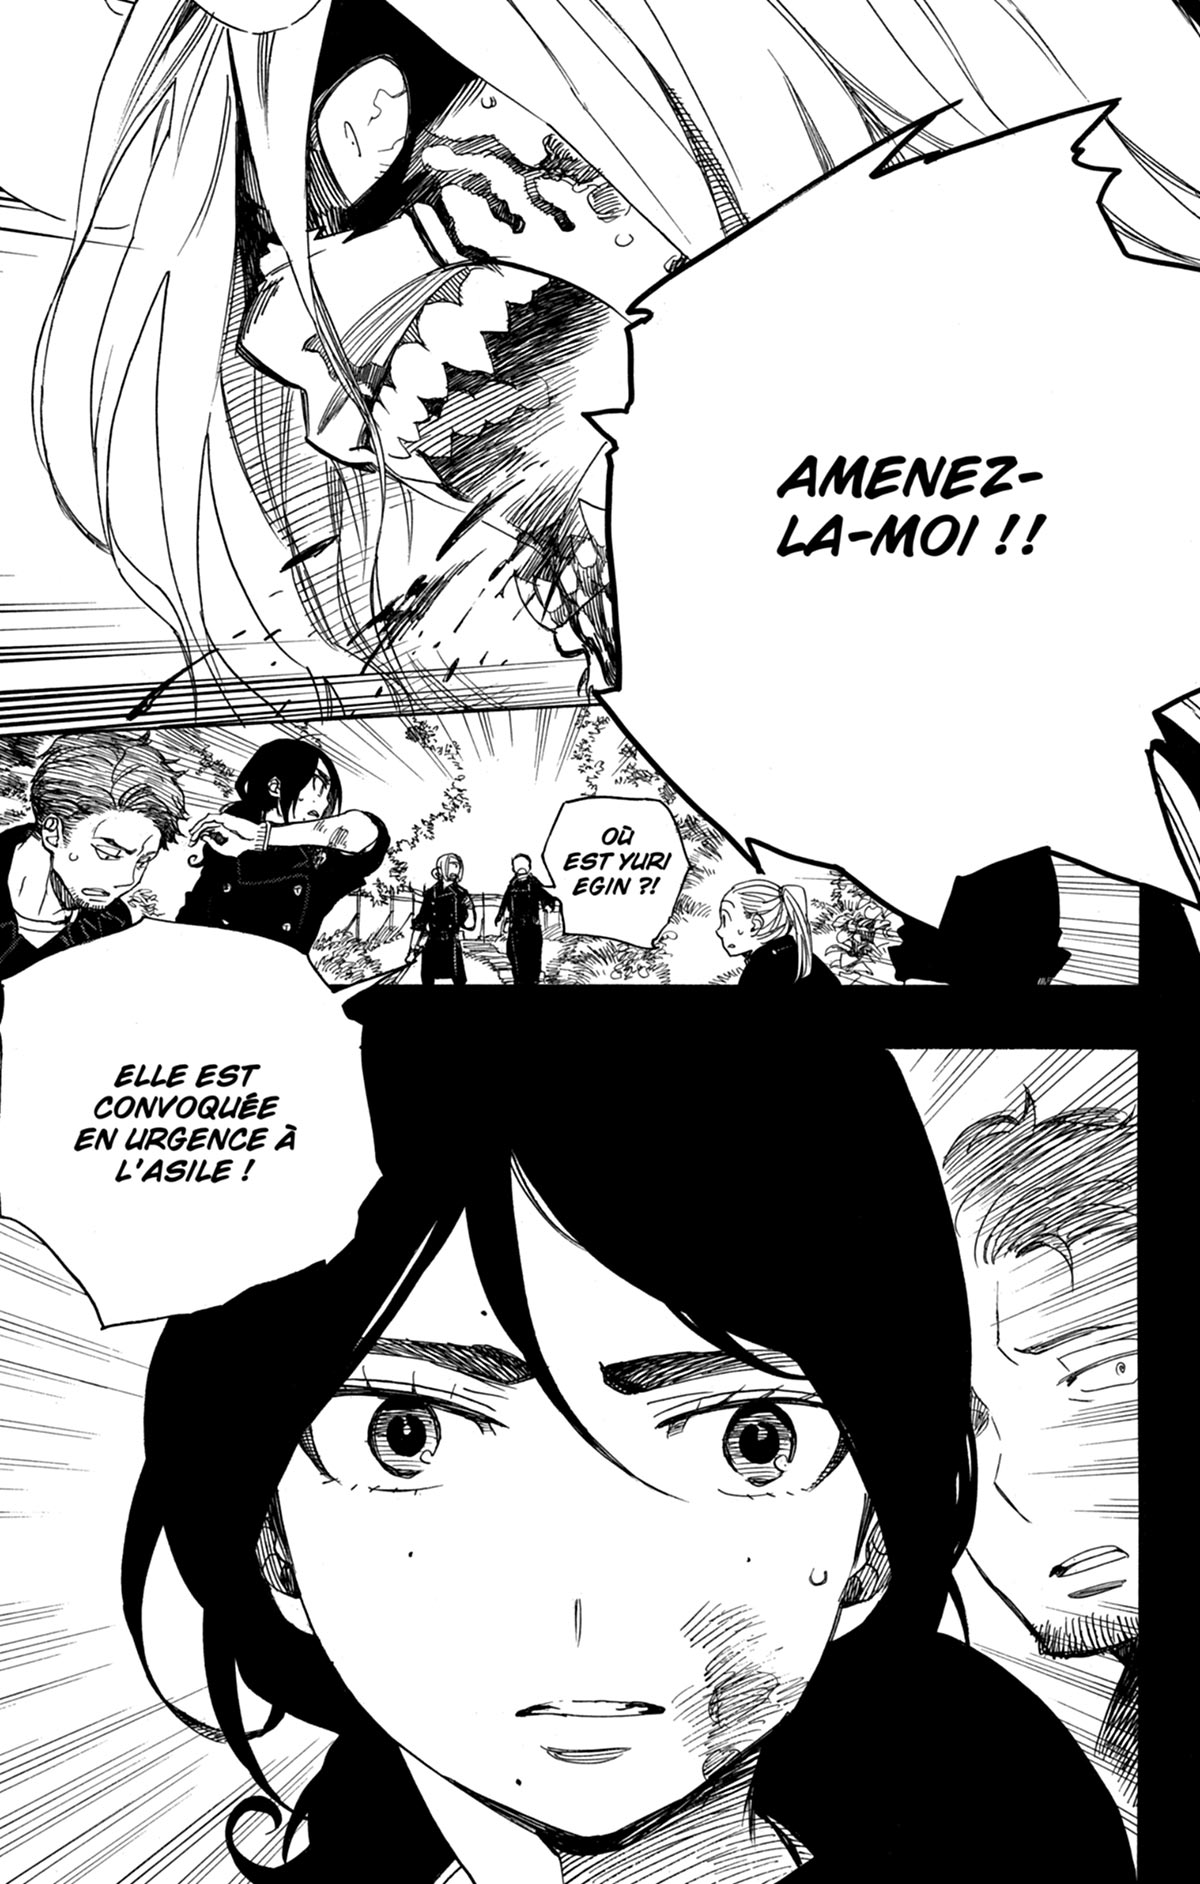 AMENEZ-
LA-MOI !!
OÙ
EST YURI
EGIN ?!
ELLE EST
CONVOQUÉE
EN URGENCE À
L'ASILE !